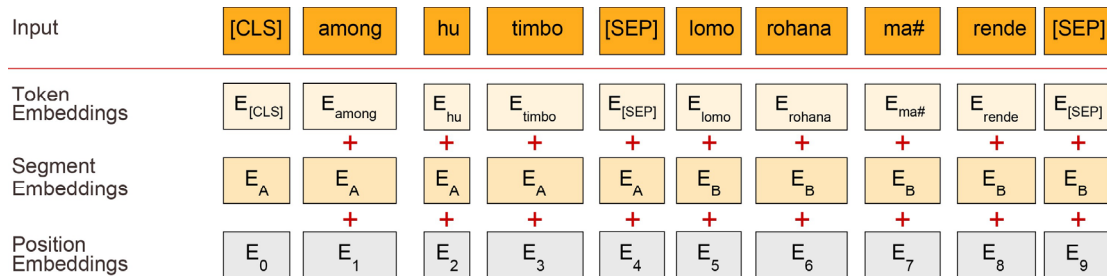 Input [CLS] among hu timbo [SEP] lomo rohana ma# rende [SEP]
Token Embeddings E[CLS] Eamong Ehu Etimbo E[SEP] Elomo Erohana Ema# Erende E[SEP]
+ + + + + + + + +
Segment Embeddings EA EA EA EA EA EB EB EB EB EB
+ + + + + + + + +
Position Embeddings E0 E1 E2 E3 E4 E5 E6 E7 E8 E9